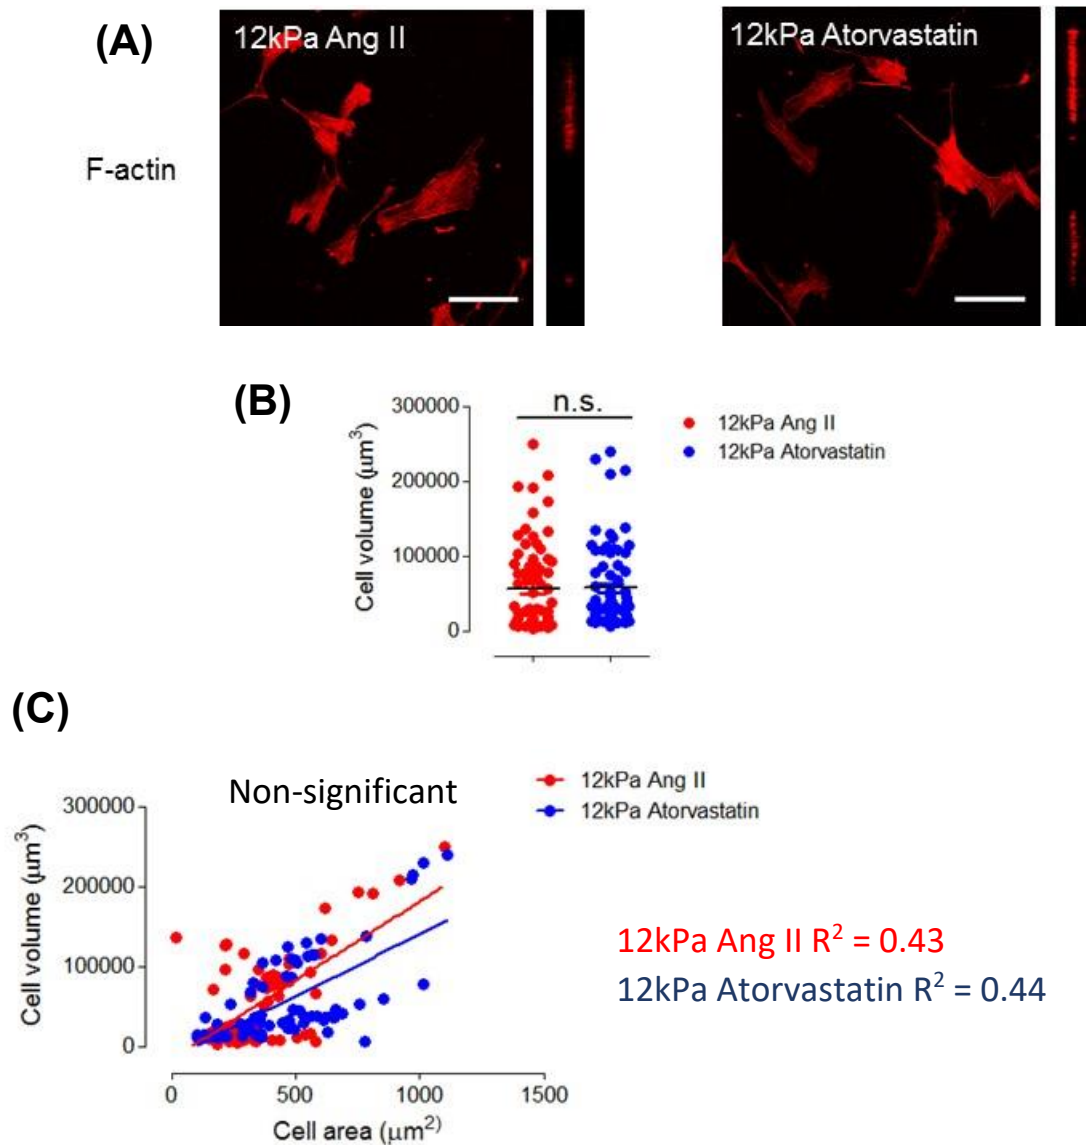 (A)
12kPa Ang II
12kPa Atorvastatin
F-actin
(B)
n.s.
300000
200000
100000
0
Cell volume (µm³)
12kPa Ang II
12kPa Atorvastatin
(C)
Non-significant
12kPa Ang II
12kPa Atorvastatin
300000
200000
100000
0
Cell volume (µm³)
0 500 1000 1500
Cell area (µm²)
12kPa Ang II R² = 0.43
12kPa Atorvastatin R² = 0.44